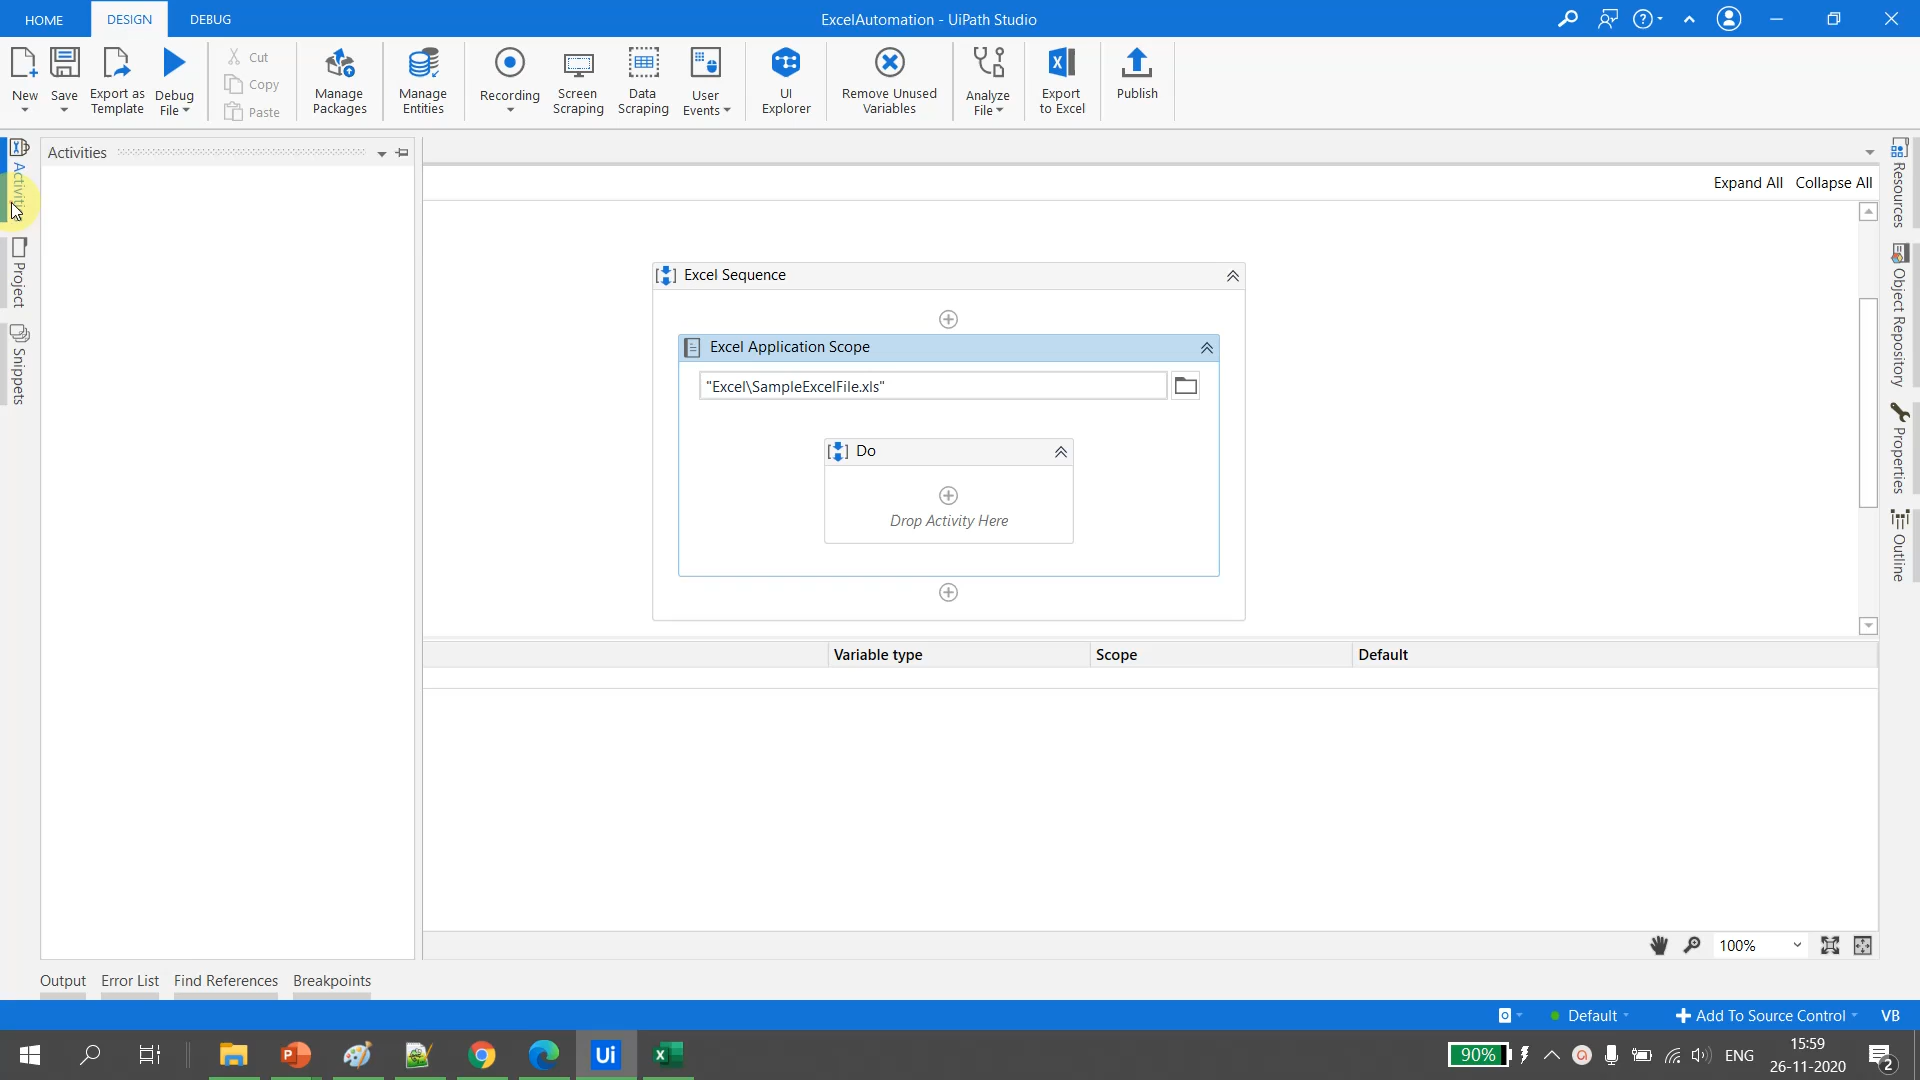 HOME
DESIGN
DEBUG
ExcelAutomation - UiPath Studio
New
Save
Export as
Template
Debug
File
Cut
Copy
Paste
Manage
Packages
Manage
Entities
Recording
Screen
Scraping
Data
Scraping
User
Events
UI
Explorer
Remove Unused
Variables
Analyze
File
Export
to Excel
Publish
Activities
Project
Snippets
Activities
Expand All
Collapse All
Excel Sequence
Excel Application Scope
"Excel\SampleExcelFile.xls"
Do
Drop Activity Here
Variable type
Scope
Default
Resources
Object Repository
Properties
Outline
100%
Output
Error List
Find References
Breakpoints
Default
Add To Source Control
VB
Ui
90%
ENG
15:59
26-11-2020
2